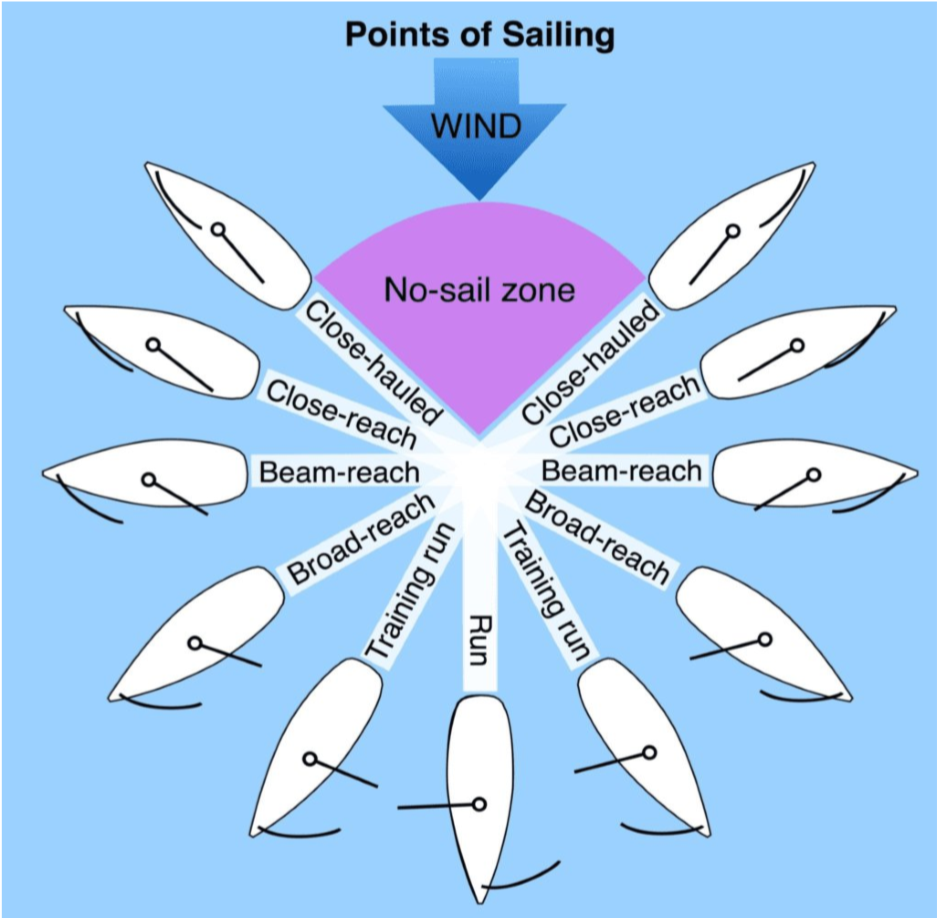 Points of Sailing
WIND
No-sail zone
Close-hauled
Close-hauled
Close-reach
Close-reach
Beam-reach
Beam-reach
Broad-reach
Broad-reach
Training run
Run
Training run